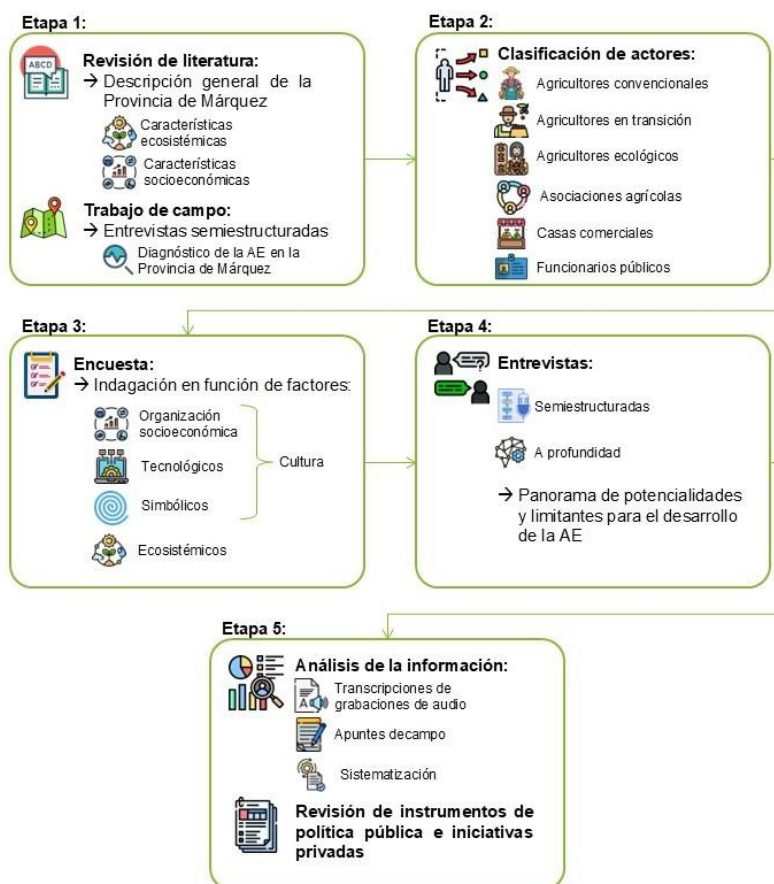 Etapa 1:
Revisión de literatura:
→ Descripción general de la
Provincia de Márquez
Características
ecosistémicas
Características
socioeconómicas
Trabajo de campo:
→ Entrevistas semiestructuradas
Diagnóstico de la AE en la
Provincia de Márquez
Etapa 2:
Clasificación de actores:
Agricultores convencionales
Agricultores en transición
Agricultores ecológicos
Asociaciones agrícolas
Casas comerciales
Funcionarios públicos
Etapa 3:
Encuesta:
→ Indagación en función de factores:
Organización
socioeconómica
Tecnológicos
Simbólicos
Cultura
Ecosistémicos
Etapa 4:
Entrevistas:
Semiestructuradas
A profundidad
→ Panorama de potencialidades
y limitantes para el desarrollo
de la AE
Etapa 5:
Análisis de la información:
Transcripciones de
grabaciones de audio
Apuntes decampo
Sistematización
Revisión de instrumentos de
política pública e iniciativas
privadas
ABCD